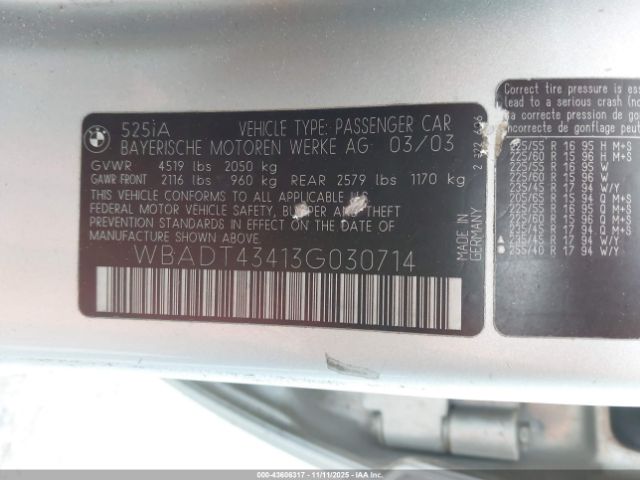 BMW
525iA VEHICLE TYPE: PASSENGER CAR
BAYERISCHE MOTOREN WERKE AG 03/03
GVWR 4519 lbs 2050 kg
GAWR FRONT 2116 lbs 960 kg REAR 2579 lbs 1170 kg
THIS VEHICLE CONFORMS TO ALL APPLICABLE U.S.
FEDERAL MOTOR VEHICLE SAFETY, BUMPER AND THEFT
PREVENTION STANDARDS IN EFFECT ON THE DATE OF
MANUFACTURE SHOWN ABOVE.
WBADT43413G030714
MADE IN
GERMANY
Correct tire pressure is
lead to a serious crash
a correcte pression de
incorrectes de gonflage peut
225/55 R 16 95 H M+S
225/60 R 15 96 H M+S
225/55 R 16 95 W
225/60 R 15 96 W
235/45 R 17 94 W/Y
205/65 R 15 94 Q M+S
225/60 R 15 96 Q M+S
225/55 R 16 95 Q M+S
235/45 R 17 94 Q M+S
235/45 R 17 94 W/Y
255/40 R 17 94 W/Y
000-43606317 - 11/11/2025 - IAAI.COM